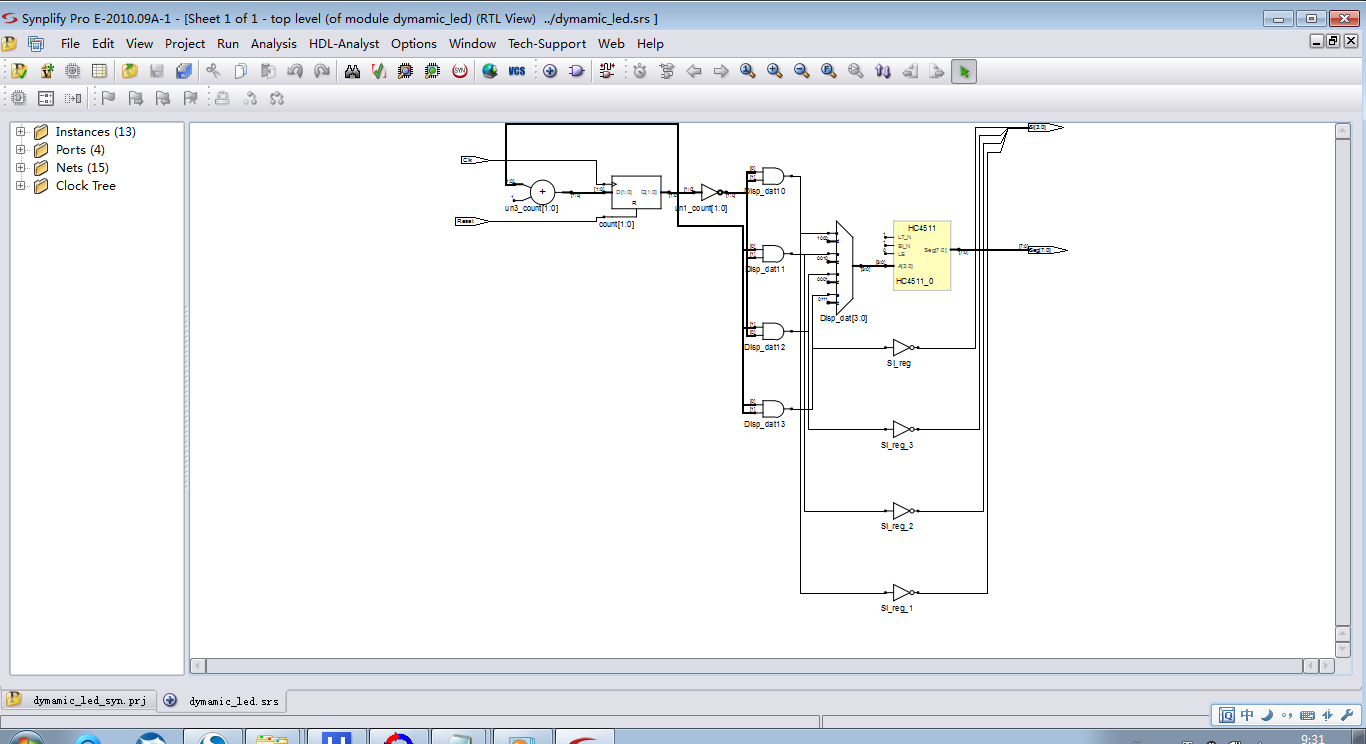 Synplify Pro E-2010.09A-1 - [Sheet 1 of 1 - top level (of module dymamic_led) (RTL View) ../dymamic_led.srs ]
File Edit View Project Run Analysis HDL-Analyst Options Window Tech-Support Web Help
SYN VCS
Instances (13)
Ports (4)
Nets (15)
Clock Tree
Clk
Reset
un3_count[1:0]
D[1:0] Q[1:0]
R
count[1:0]
un1_count[1:0]
Disp_dat10
Disp_dat11
Disp_dat12
Disp_dat13
Disp_dat[3:0]
HC4511
LT_N
BI_N
LE
A[3:0]
Seg[7:0]
HC4511_0
Sl[3:0]
Seg[7:0]
Sl_reg
Sl_reg_3
Sl_reg_2
Sl_reg_1
dymamic_led_syn.prj
dymamic_led.srs
中
9:31